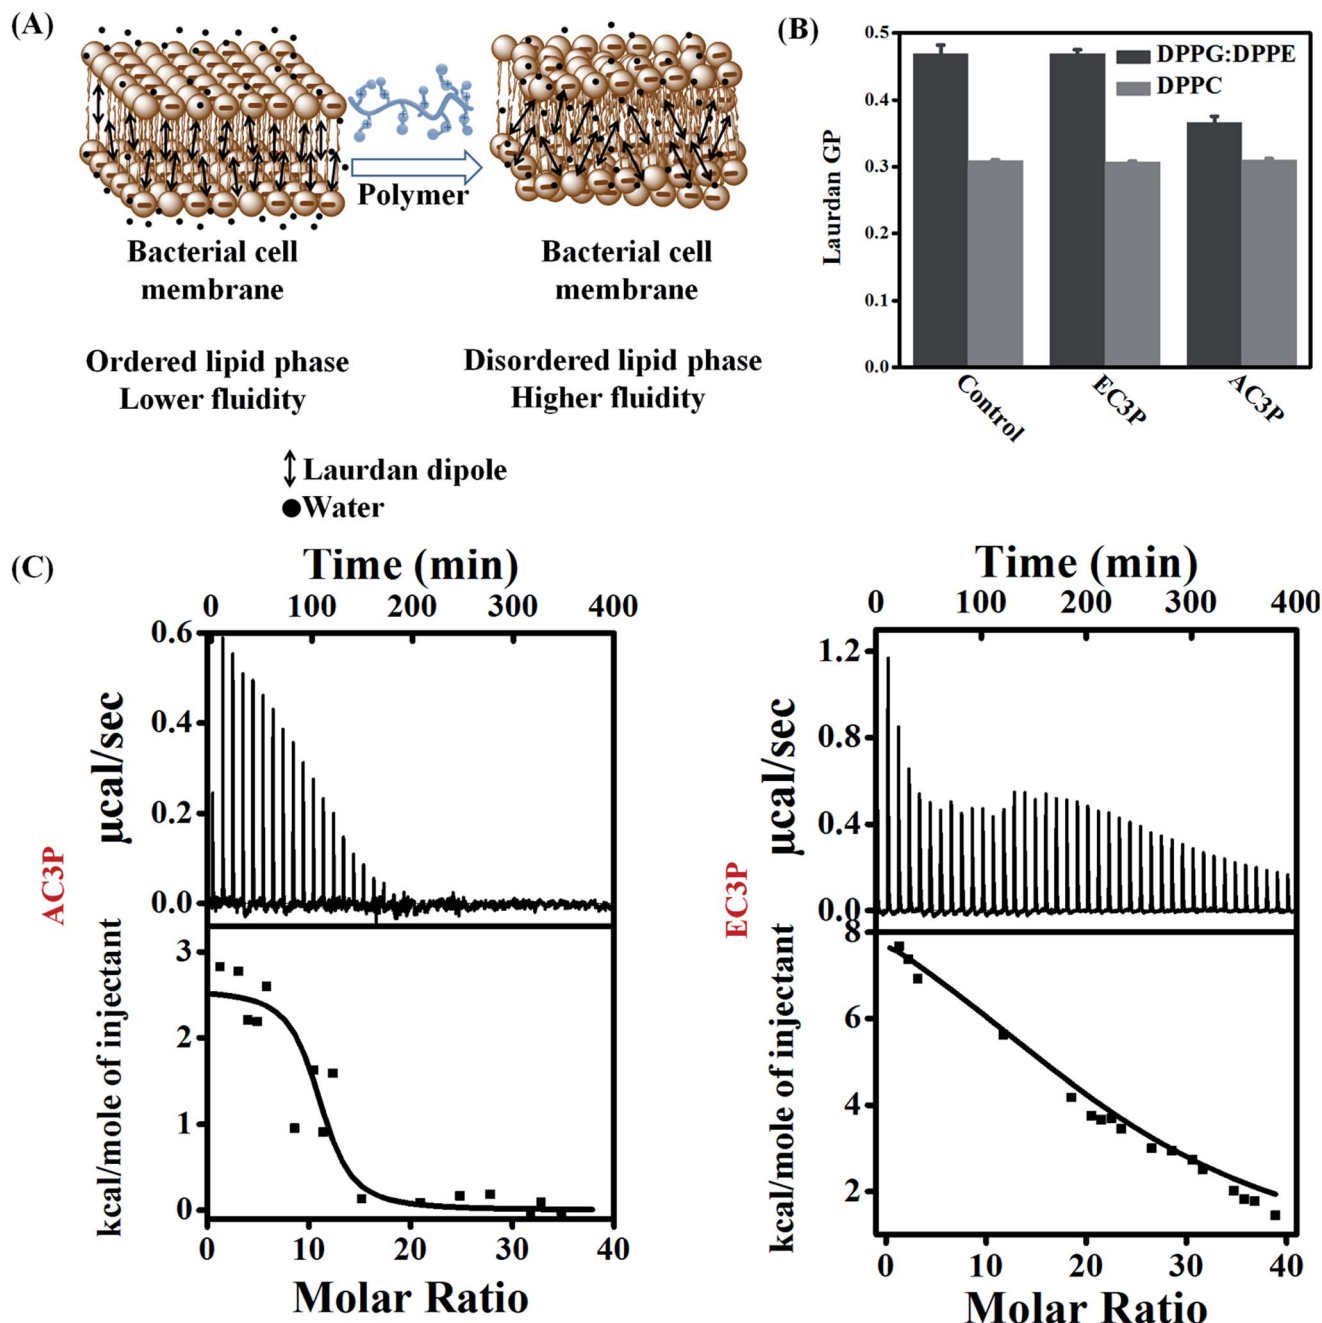 (A)
Polymer
Bacterial cell
membrane
Bacterial cell
membrane
Ordered lipid phase
Lower fluidity
Disordered lipid phase
Higher fluidity
Laurdan dipole
Water
(B)
Laurdan GP
0.5
0.4
0.3
0.2
0.1
0.0
DPPG:DPPE
DPPC
Control
EC3P
AC3P
(C)
AC3P
Time (min)
0 100 200 300 400
µcal/sec
0.6
0.4
0.2
0.0
kcal/mole of injectant
3
2
1
0
0 10 20 30 40
Molar Ratio
EC3P
Time (min)
0 100 200 300 400
µcal/sec
1.2
0.8
0.4
0.0
kcal/mole of injectant
8
6
4
2
0 10 20 30 40
Molar Ratio